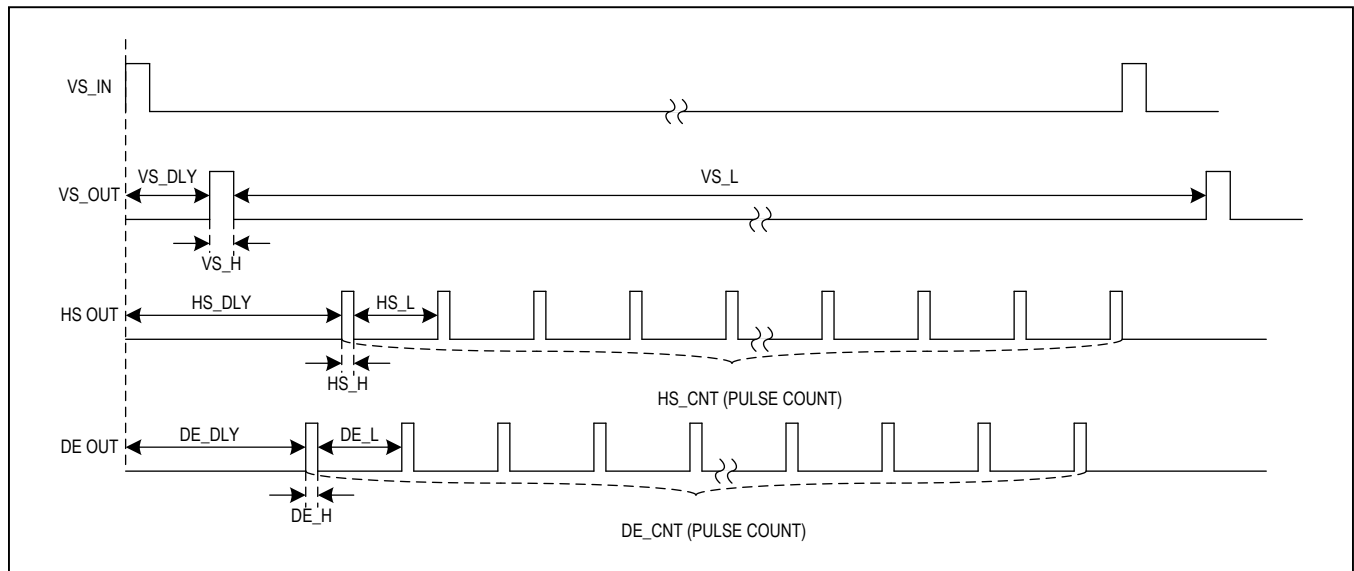 VS_IN
VS_DLY
VS_L
VS_OUT
VS_H
HS_DLY
HS_L
HS OUT
HS_H
HS_CNT (PULSE COUNT)
DE_DLY
DE_L
DE OUT
DE_H
DE_CNT (PULSE COUNT)